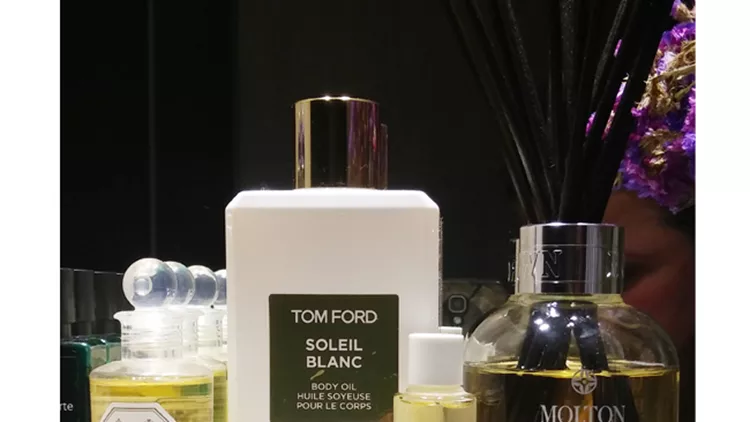 TOM FORD
SOLEIL
BLANC
BODY OIL
HUILE SOYEUSE
POUR LE CORPS
MOLTON